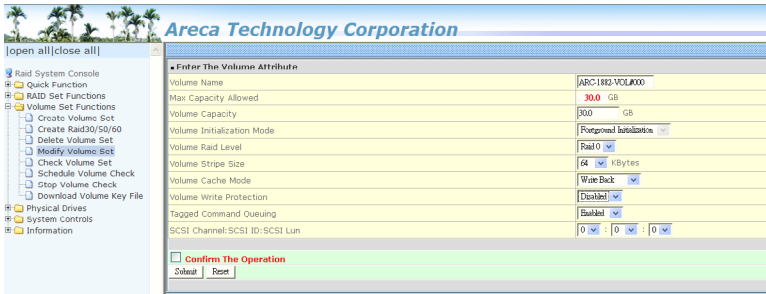 Areca Technology Corporation
|open all|close all|
Raid System Console
Quick Function
RAID Set Functions
Volume Set Functions
Create Volume Set
Create Raid30/50/60
Delete Volume Set
Modify Volume Set
Check Volume Set
Schedule Volume Check
Stop Volume Check
Download Volume Key File
Physical Drives
System Controls
Information
▪ Enter The Volume Attribute
Volume Name ARC-1882-VOL#000
Max Capacity Allowed 30.0 GB
Volume Capacity 30.0 GB
Volume Initialization Mode Foreground Initialization
Volume Raid Level Raid 0
Volume Stripe Size 64 KBytes
Volume Cache Mode Write Back
Volume Write Protection Disabled
Tagged Command Queuing Enabled
SCSI Channel:SCSI ID:SCSI Lun 0 : 0 : 0
Confirm The Operation
Submit Reset